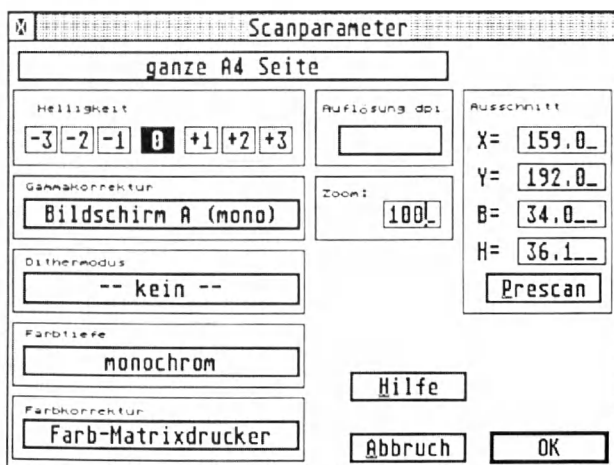 Scanparameter
ganze A4 Seite
Helligkeit
-3 -2 -1 0 +1 +2 +3
Auflösung dpi
Ausschnitt
X= 159.0_
Y= 192.0_
B= 34.0__
H= 36.1__
Prescan
Gammakorrektur
Bildschirm A (mono)
Zoom:
100_
Dithermodus
-- kein --
Farbtiefe
monochrom
Farbkorrektur
Farb-Matrixdrucker
Hilfe
Abbruch
OK